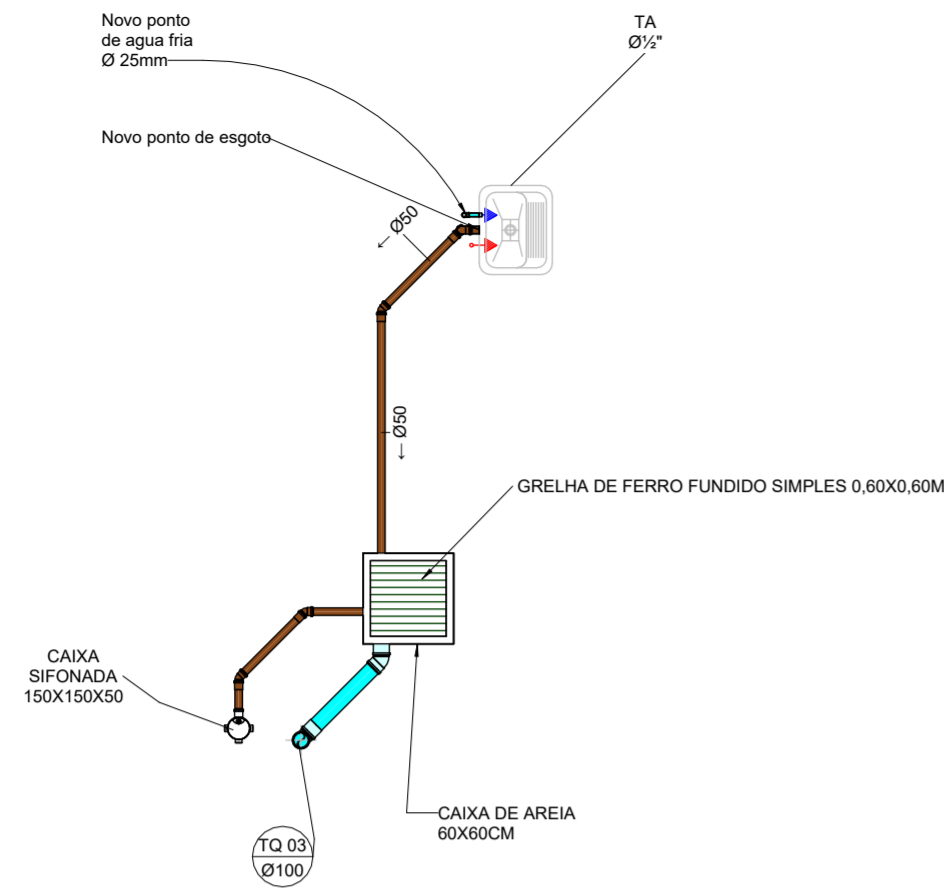 Novo ponto
de agua fria
Ø 25mm
TA
Ø½"
Novo ponto de esgoto
← Ø50
← Ø50
GRELHA DE FERRO FUNDIDO SIMPLES 0,60X0,60M
CAIXA
SIFONADA
150X150X50
CAIXA DE AREIA
60X60CM
TQ 03
Ø100